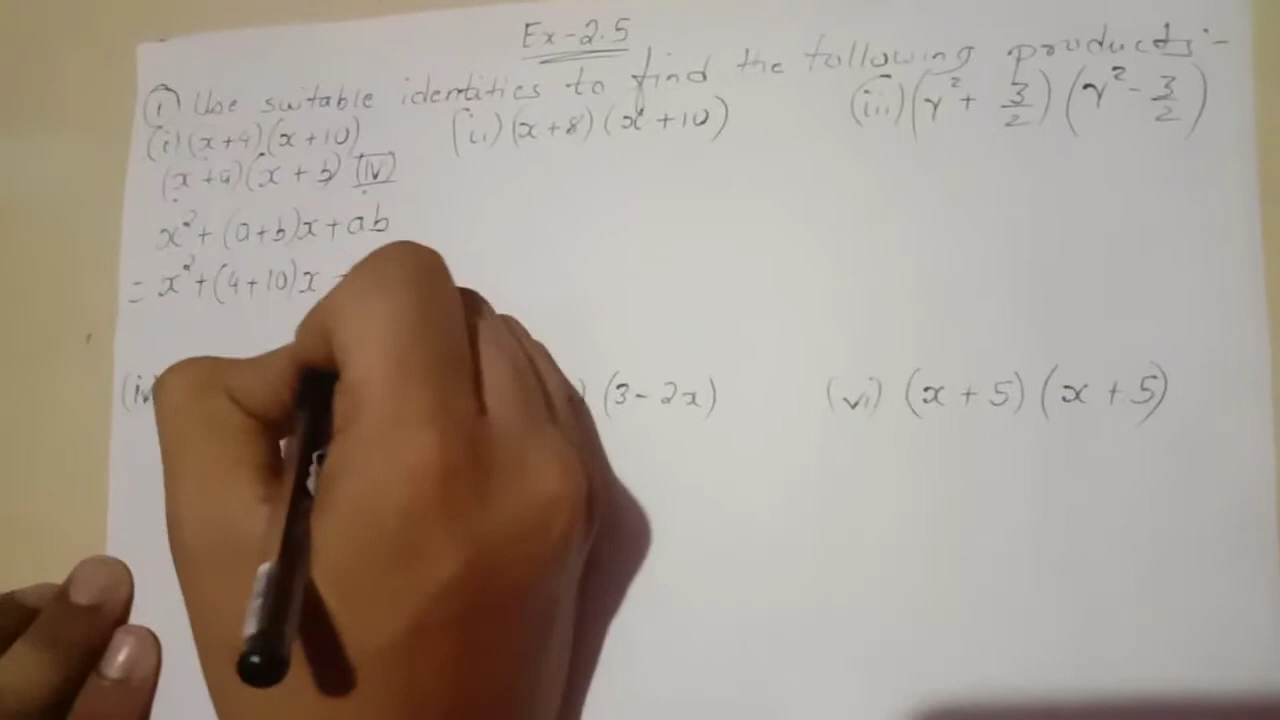 Ex-2.5
① Use suitable identities to find the following products:-
(i) (x+4)(x+10) (ii) (x+8)(x+10) (iii) (y² + 3/2)(y² - 3/2)
(x+a)(x+b) (IV)
x²+(a+b)x+ab
= x²+(4+10)x
(iv) (3-2x) (vi) (x+5)(x+5)